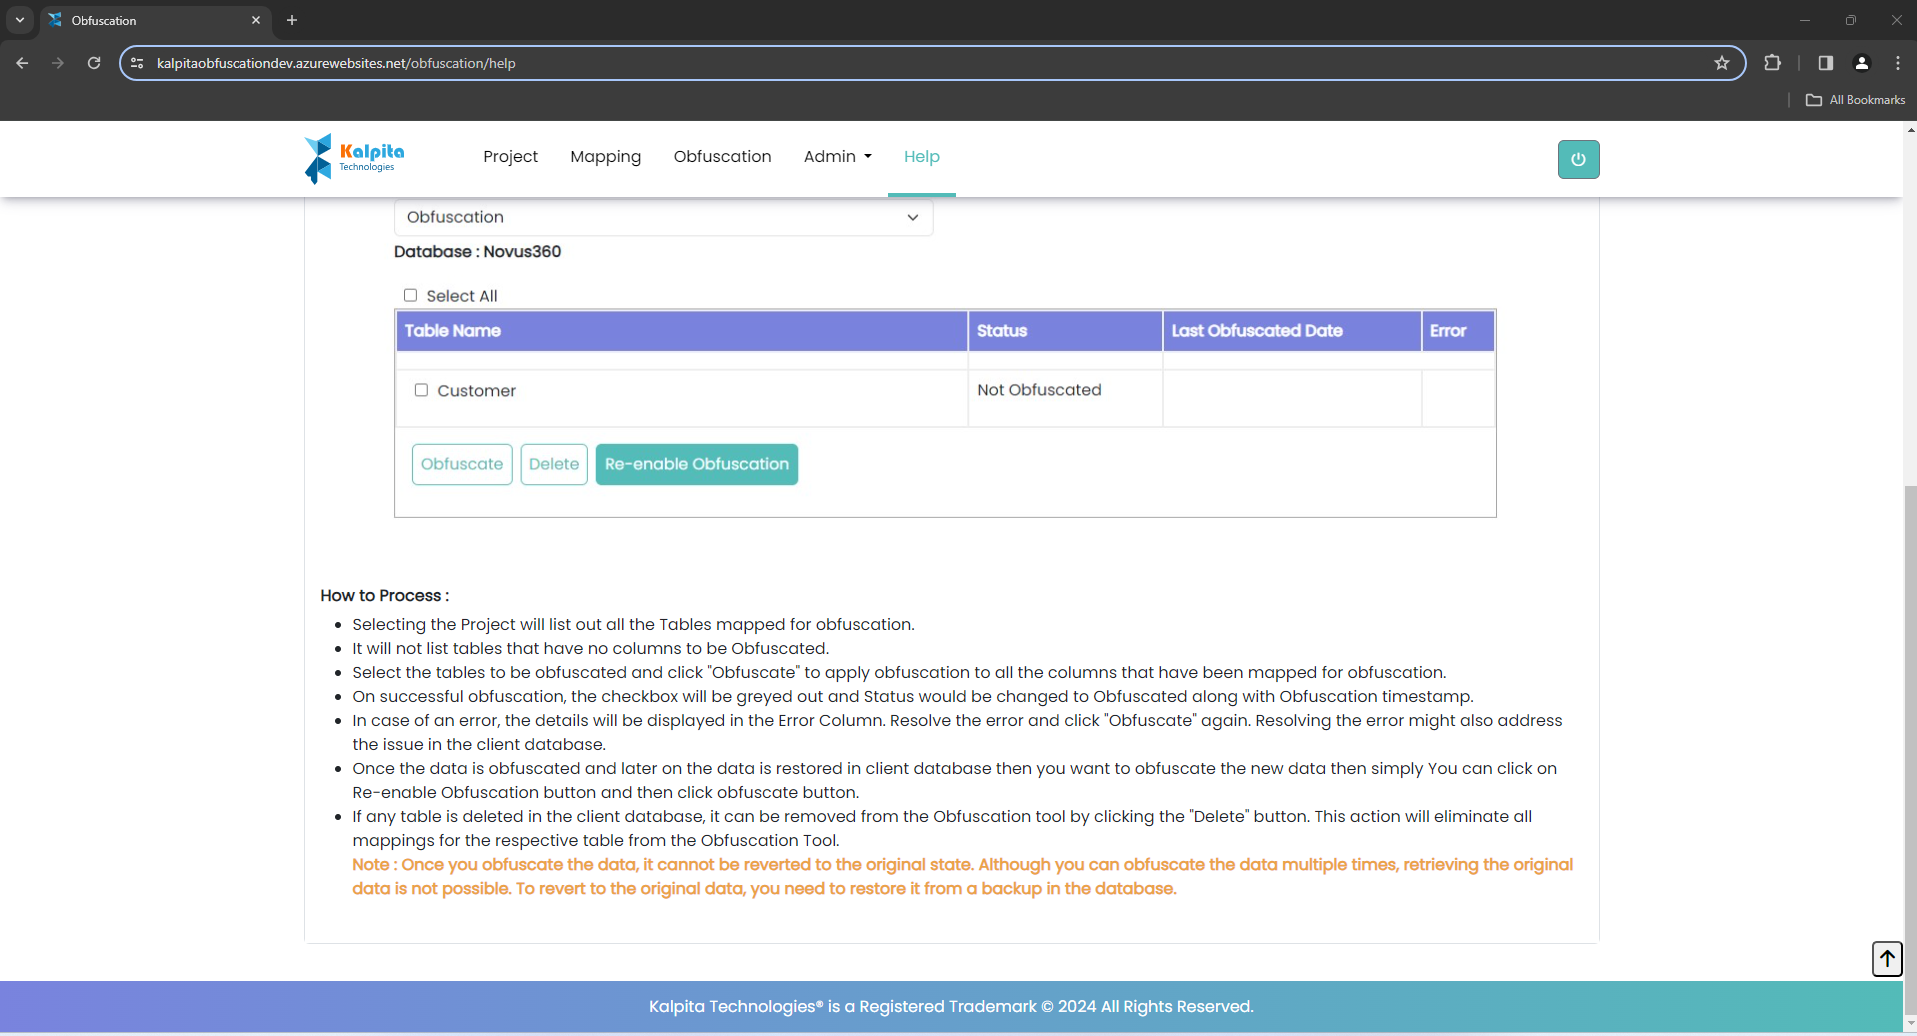 Obfuscation
kalpitaobfuscationdev.azurewebsites.net/obfuscation/help
All Bookmarks
Kalpita
Technologies
Project Mapping Obfuscation Admin Help
Obfuscation
Database : Novus360
Select All
Table Name Status Last Obfuscated Date Error
Customer Not Obfuscated
Obfuscate Delete Re-enable Obfuscation
How to Process :
• Selecting the Project will list out all the Tables mapped for obfuscation.
• It will not list tables that have no columns to be Obfuscated.
• Select the tables to be obfuscated and click "Obfuscate" to apply obfuscation to all the columns that have been mapped for obfuscation.
• On successful obfuscation, the checkbox will be greyed out and Status would be changed to Obfuscated along with Obfuscation timestamp.
• In case of an error, the details will be displayed in the Error Column. Resolve the error and click "Obfuscate" again. Resolving the error might also address
the issue in the client database.
• Once the data is obfuscated and later on the data is restored in client database then you want to obfuscate the new data then simply You can click on
Re-enable Obfuscation button and then click obfuscate button.
• If any table is deleted in the client database, it can be removed from the Obfuscation tool by clicking the "Delete" button. This action will eliminate all
mappings for the respective table from the Obfuscation Tool.
Note : Once you obfuscate the data, it cannot be reverted to the original state. Although you can obfuscate the data multiple times, retrieving the original
data is not possible. To revert to the original data, you need to restore it from a backup in the database.
Kalpita Technologies® is a Registered Trademark © 2024 All Rights Reserved.